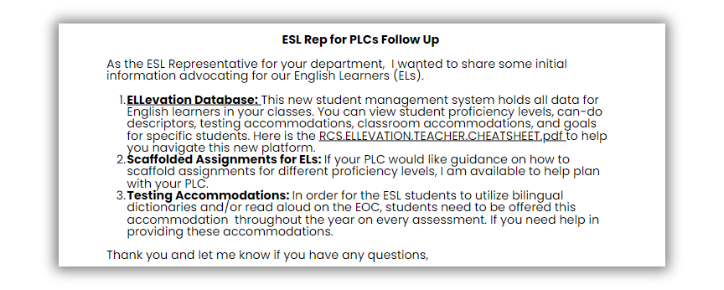 ESL Rep for PLCs Follow Up
As the ESL Representative for your department, I wanted to share some initial
information advocating for our English Learners (ELs).
1. ELLevation Database: This new student management system holds all data for
English learners in your classes. You can view student proficiency levels, can-do
descriptors, testing accommodations, classroom accommodations, and goals
for specific students. Here is the RCS.ELLEVATION.TEACHER.CHEATSHEET.pdf to help
you navigate this new platform.
2. Scaffolded Assignments for ELs: If your PLC would like guidance on how to
scaffold assignments for different proficiency levels, I am available to help plan
with your PLC.
3. Testing Accommodations: In order for the ESL students to utilize bilingual
dictionaries and/or read aloud on the EOC, students need to be offered this
accommodation throughout the year on every assessment. If you need help in
providing these accommodations.
Thank you and let me know if you have any questions,